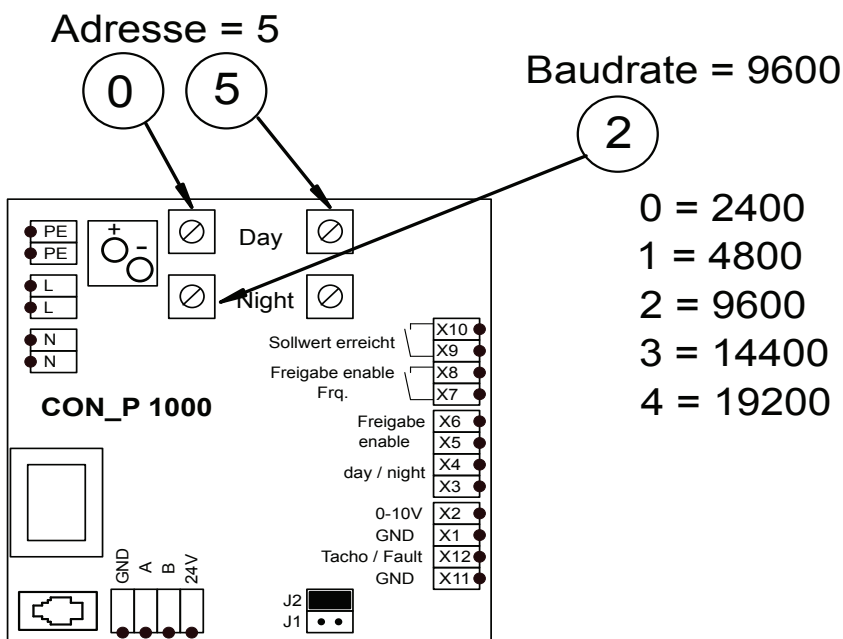 Adresse = 5
0 5
Baudrate = 9600
2
0 = 2400
1 = 4800
2 = 9600
3 = 14400
4 = 19200
PE
PE
L
L
N
N
+
-
Day
Night
CON_P 1000
Sollwert erreicht
X10
X9
Freigabe enable
Frq.
X8
X7
Freigabe
enable
X6
X5
day / night
X4
X3
0-10V X2
GND X1
Tacho / Fault X12
GND X11
GND
A
B
24V
J2
J1